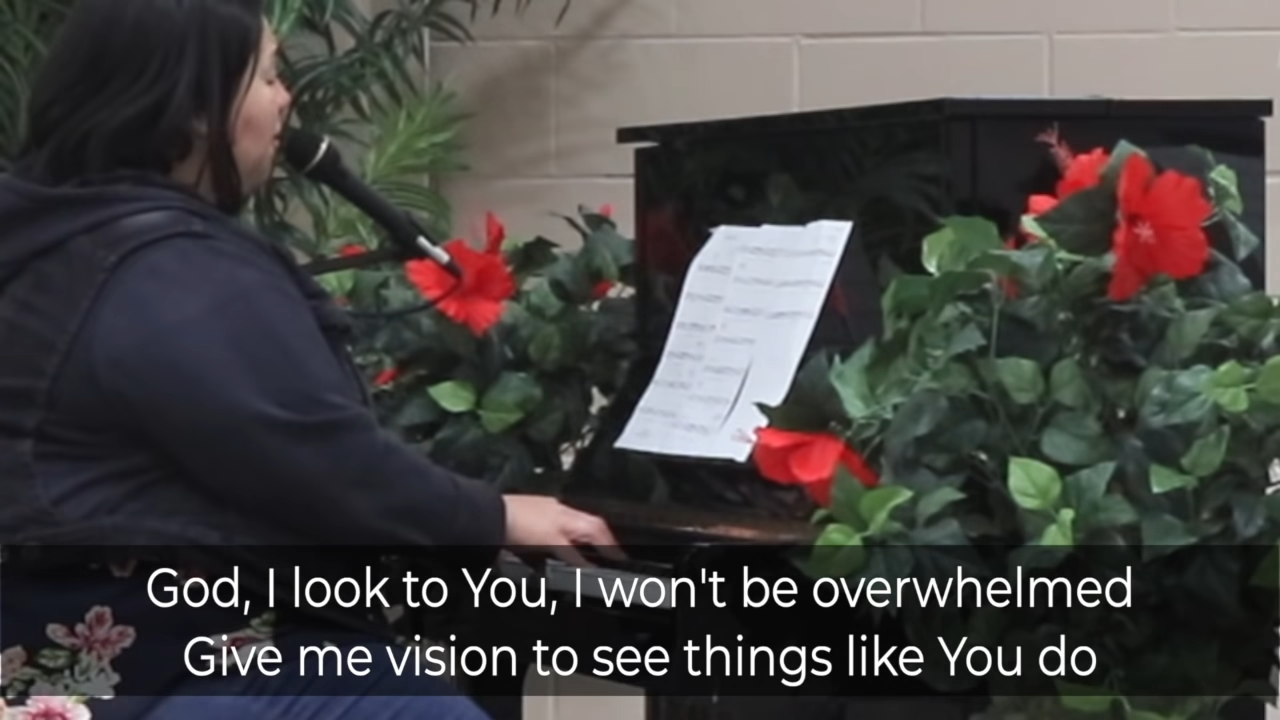 God, I look to You, I won't be overwhelmed
Give me vision to see things like You do